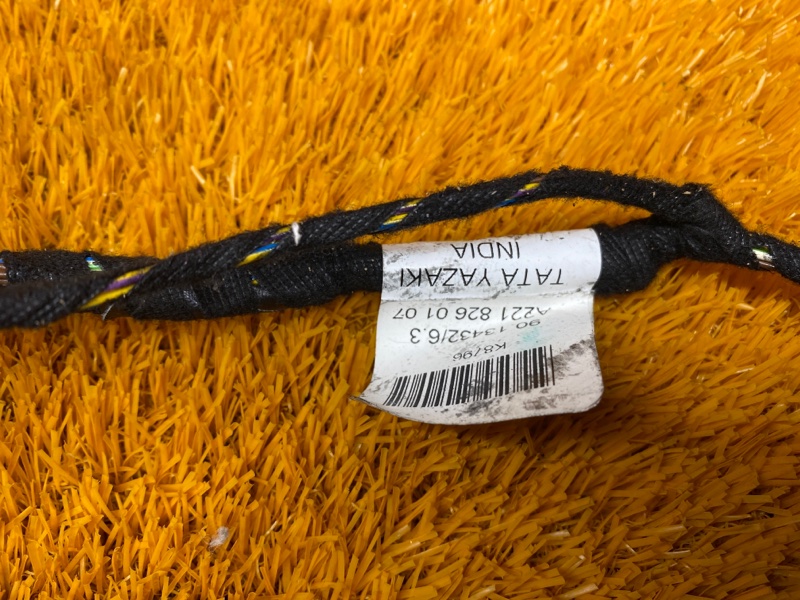 K8/96
90 13432/6.3
A221 826 01 07
TATA YAZAKI
INDIA